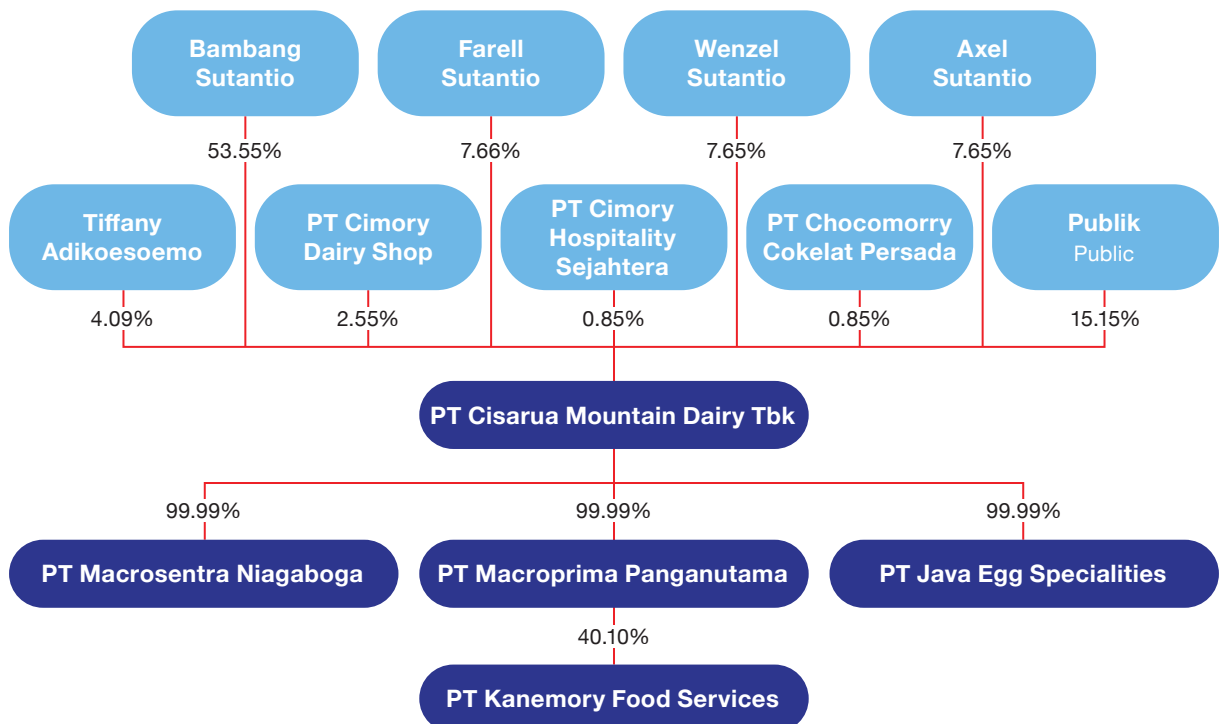 Bambang
Sutantio
Farell
Sutantio
Wenzel
Sutantio
Axel
Sutantio
53.55%
7.66%
7.65%
7.65%
Tiffany
Adikoesoemo
PT Cimory
Dairy Shop
PT Cimory
Hospitality
Sejahtera
PT Chocomorry
Cokelat Persada
Publik
Public
4.09%
2.55%
0.85%
0.85%
15.15%
PT Cisarua Mountain Dairy Tbk
99.99%
99.99%
99.99%
PT Macrosentra Niagaboga
PT Macroprima Panganutama
PT Java Egg Specialities
40.10%
PT Kanemory Food Services